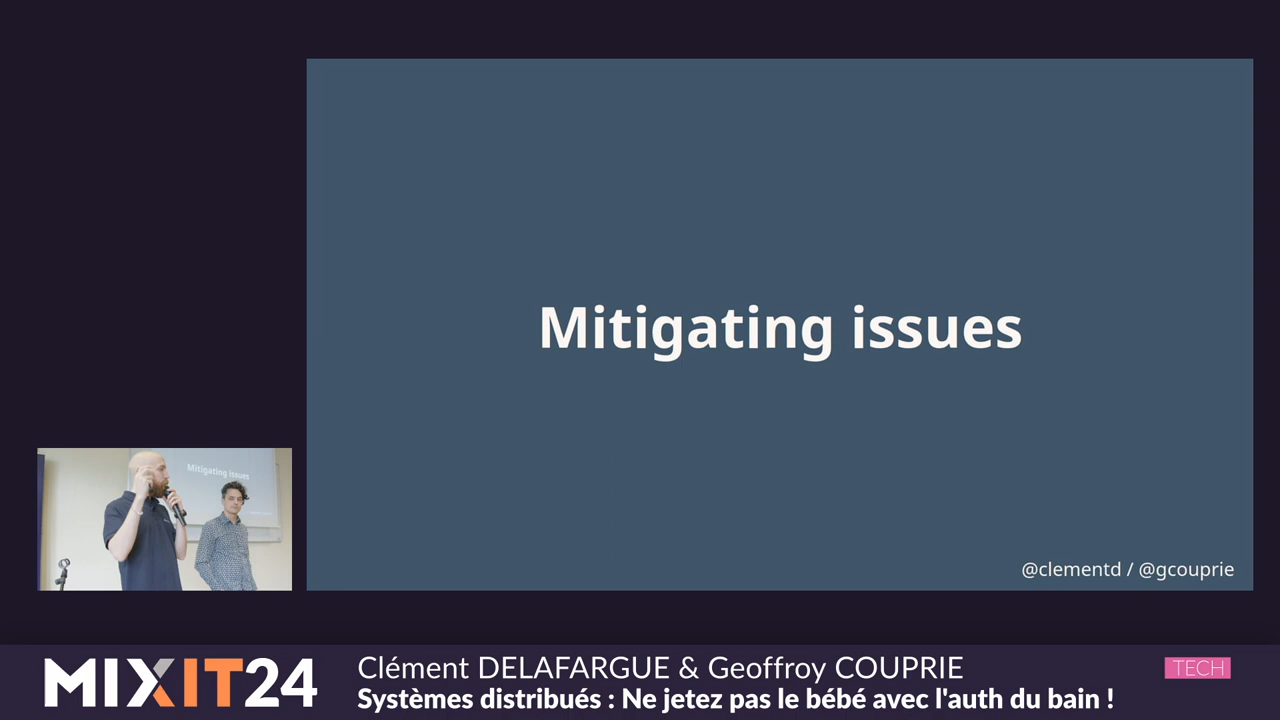 Mitigating issues
@clementd / @gcouprie
Mitigating issues
MIXIT24
Clément DELAFARGUE & Geoffroy COUPRIE
TECH
Systèmes distribués : Ne jetez pas le bébé avec l'auth du bain !